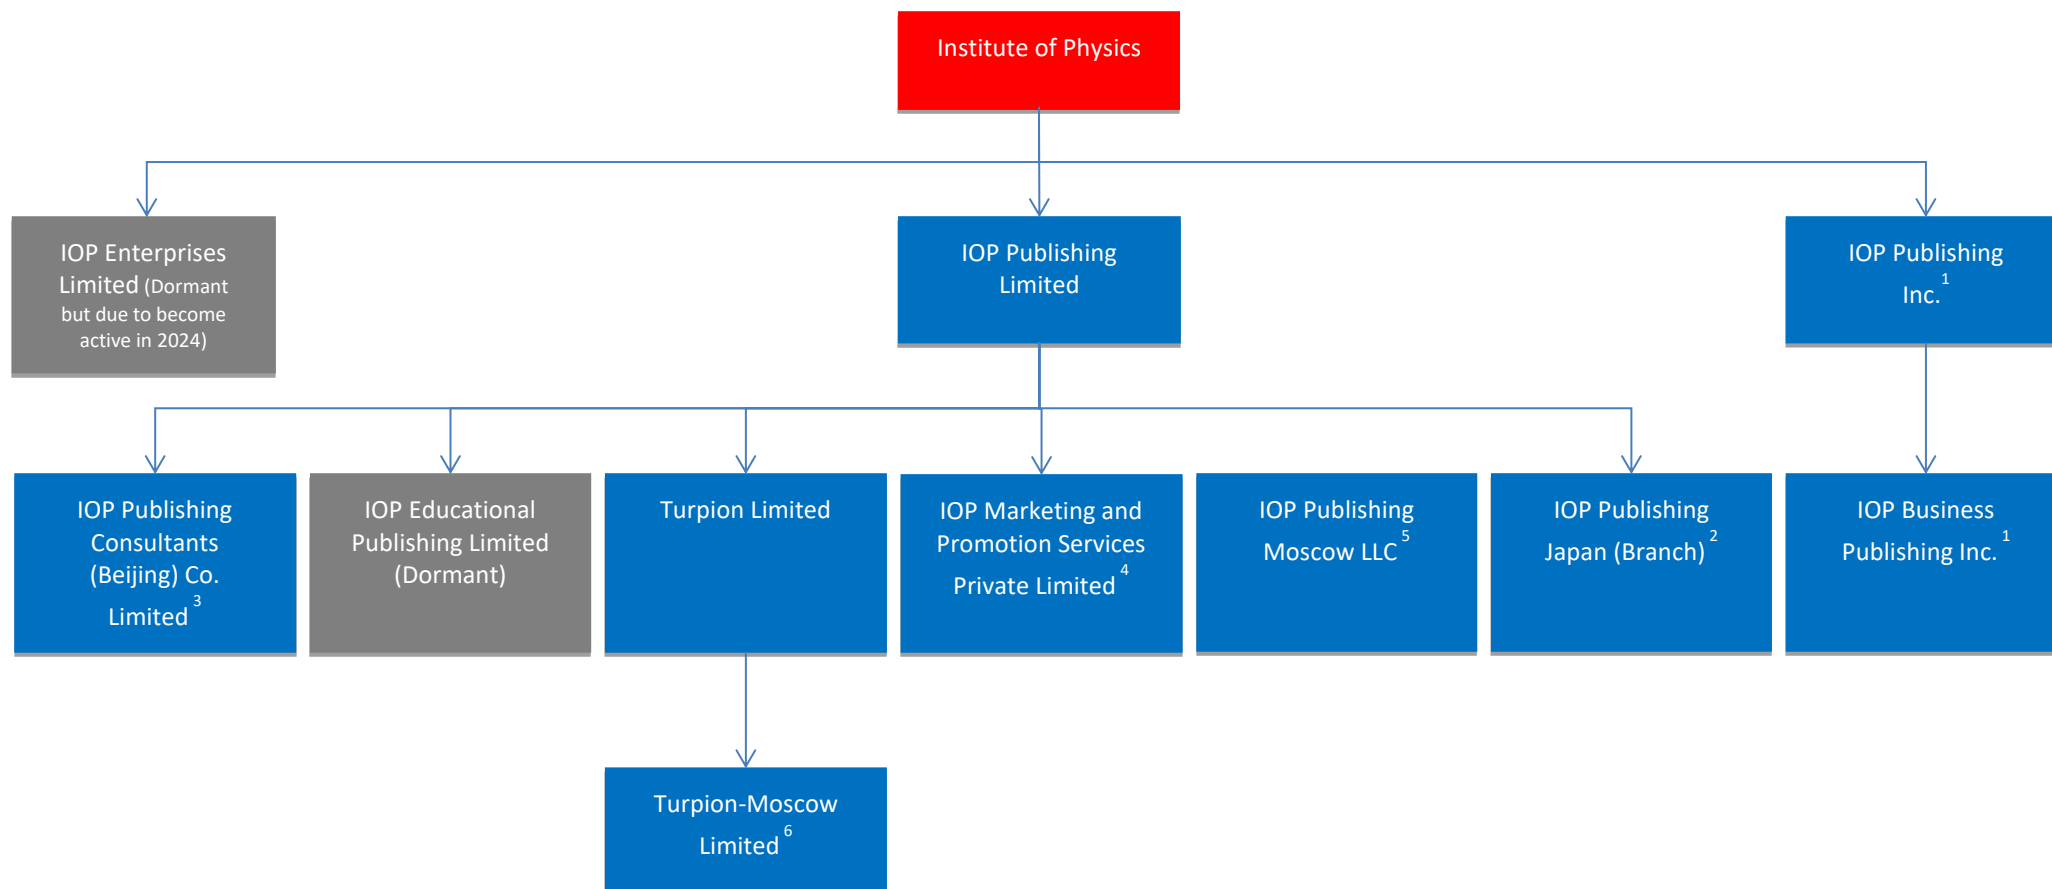 Institute of Physics
IOP Enterprises
Limited (Dormant
but due to become
active in 2024)
IOP Publishing
Limited
IOP Publishing
Inc. 1
IOP Publishing
Consultants
(Beijing) Co.
Limited 3
IOP Educational
Publishing Limited
(Dormant)
Turpion Limited
IOP Marketing and
Promotion Services
Private Limited 4
IOP Publishing
Moscow LLC 5
IOP Publishing
Japan (Branch) 2
IOP Business
Publishing Inc. 1
Turpion-Moscow
Limited 6